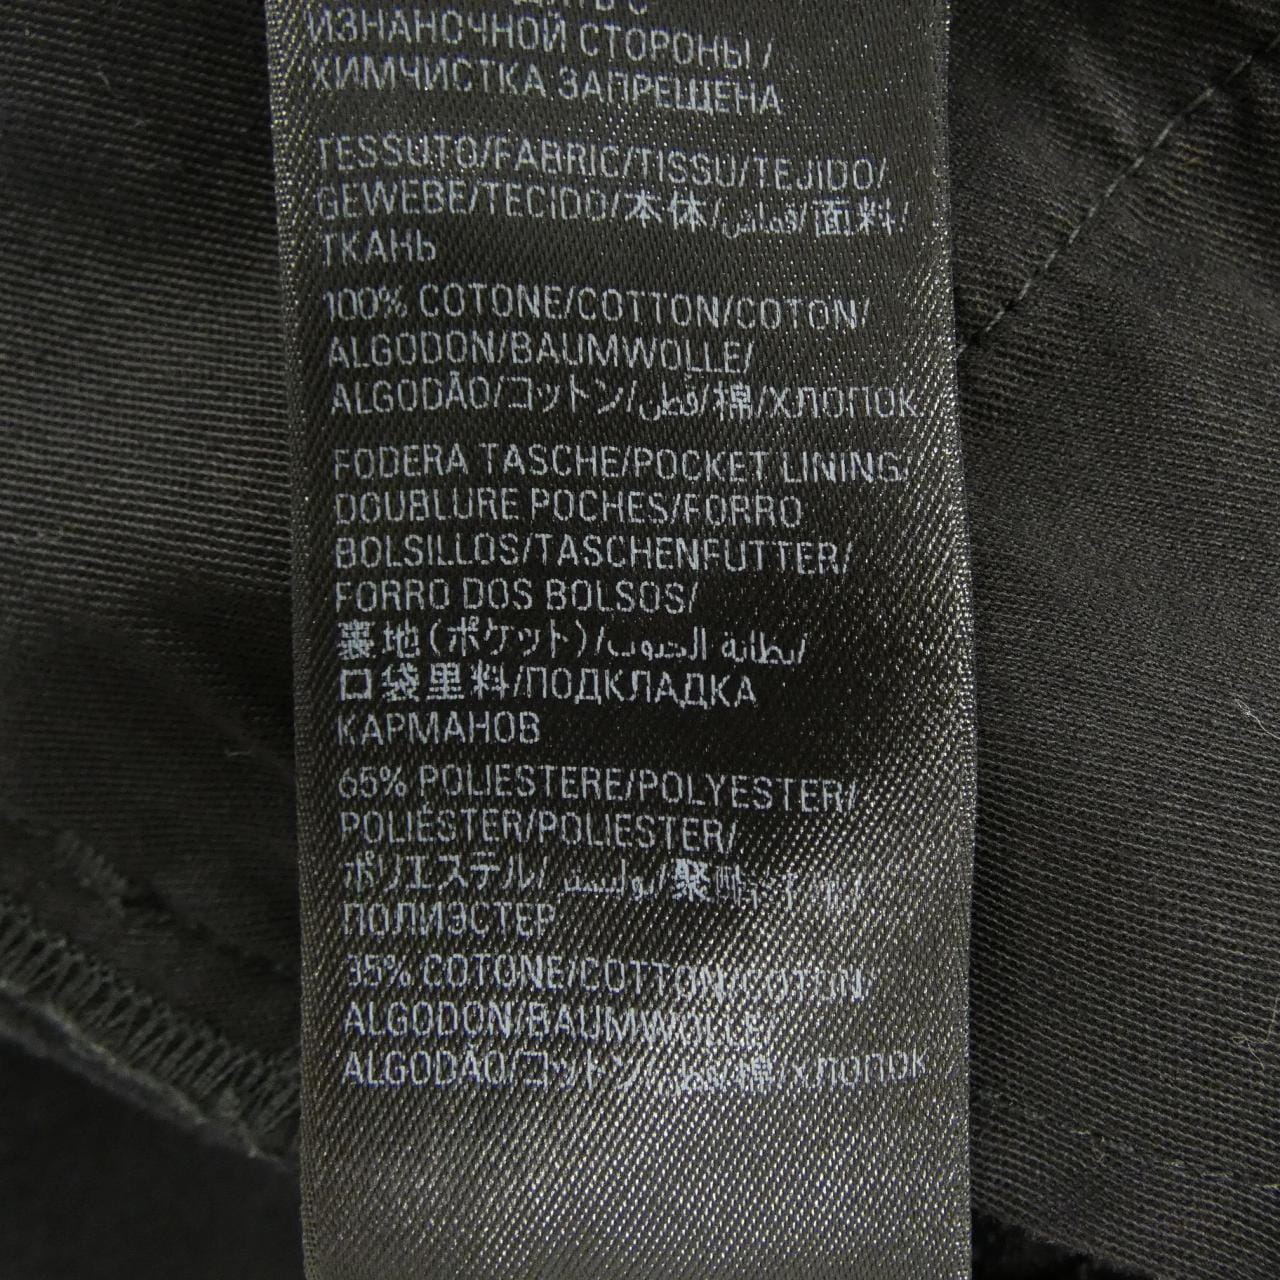 ИЗНАНОЧНОЙ СТОРОНЫ/
ХИМЧИСТКА ЗАПРЕЩЕНА
TESSUTO/FABRIC/TISSU/TEJIDO/
GEWEBE/TECIDO/本体/قماش/面料/
ТКАНЬ
100% COTONE/COTTON/COTON/
ALGODON/BAUMWOLLE/
ALGODÃO/コットン/قطن/棉/ХЛОПОК
FODERA TASCHE/POCKET LINING/
DOUBLURE POCHES/FORRO
BOLSILLOS/TASCHENFUTTER/
FORRO DOS BOLSOS/
裏地(ポケット)/بطانة الجيوب/
口袋里料/ПОДКЛАДКА
КАРМАНОВ
65% POLIESTERE/POLYESTER/
POLIÉSTER/POLIESTER/
ポリエステル/بوليستر/聚酯
ПОЛИЭСТЕР
35% COTONE/COTTON/COTON/
ALGODON/BAUMWOLLE/
ALGODÃO/コットン/قطن/棉/ХЛОПОК